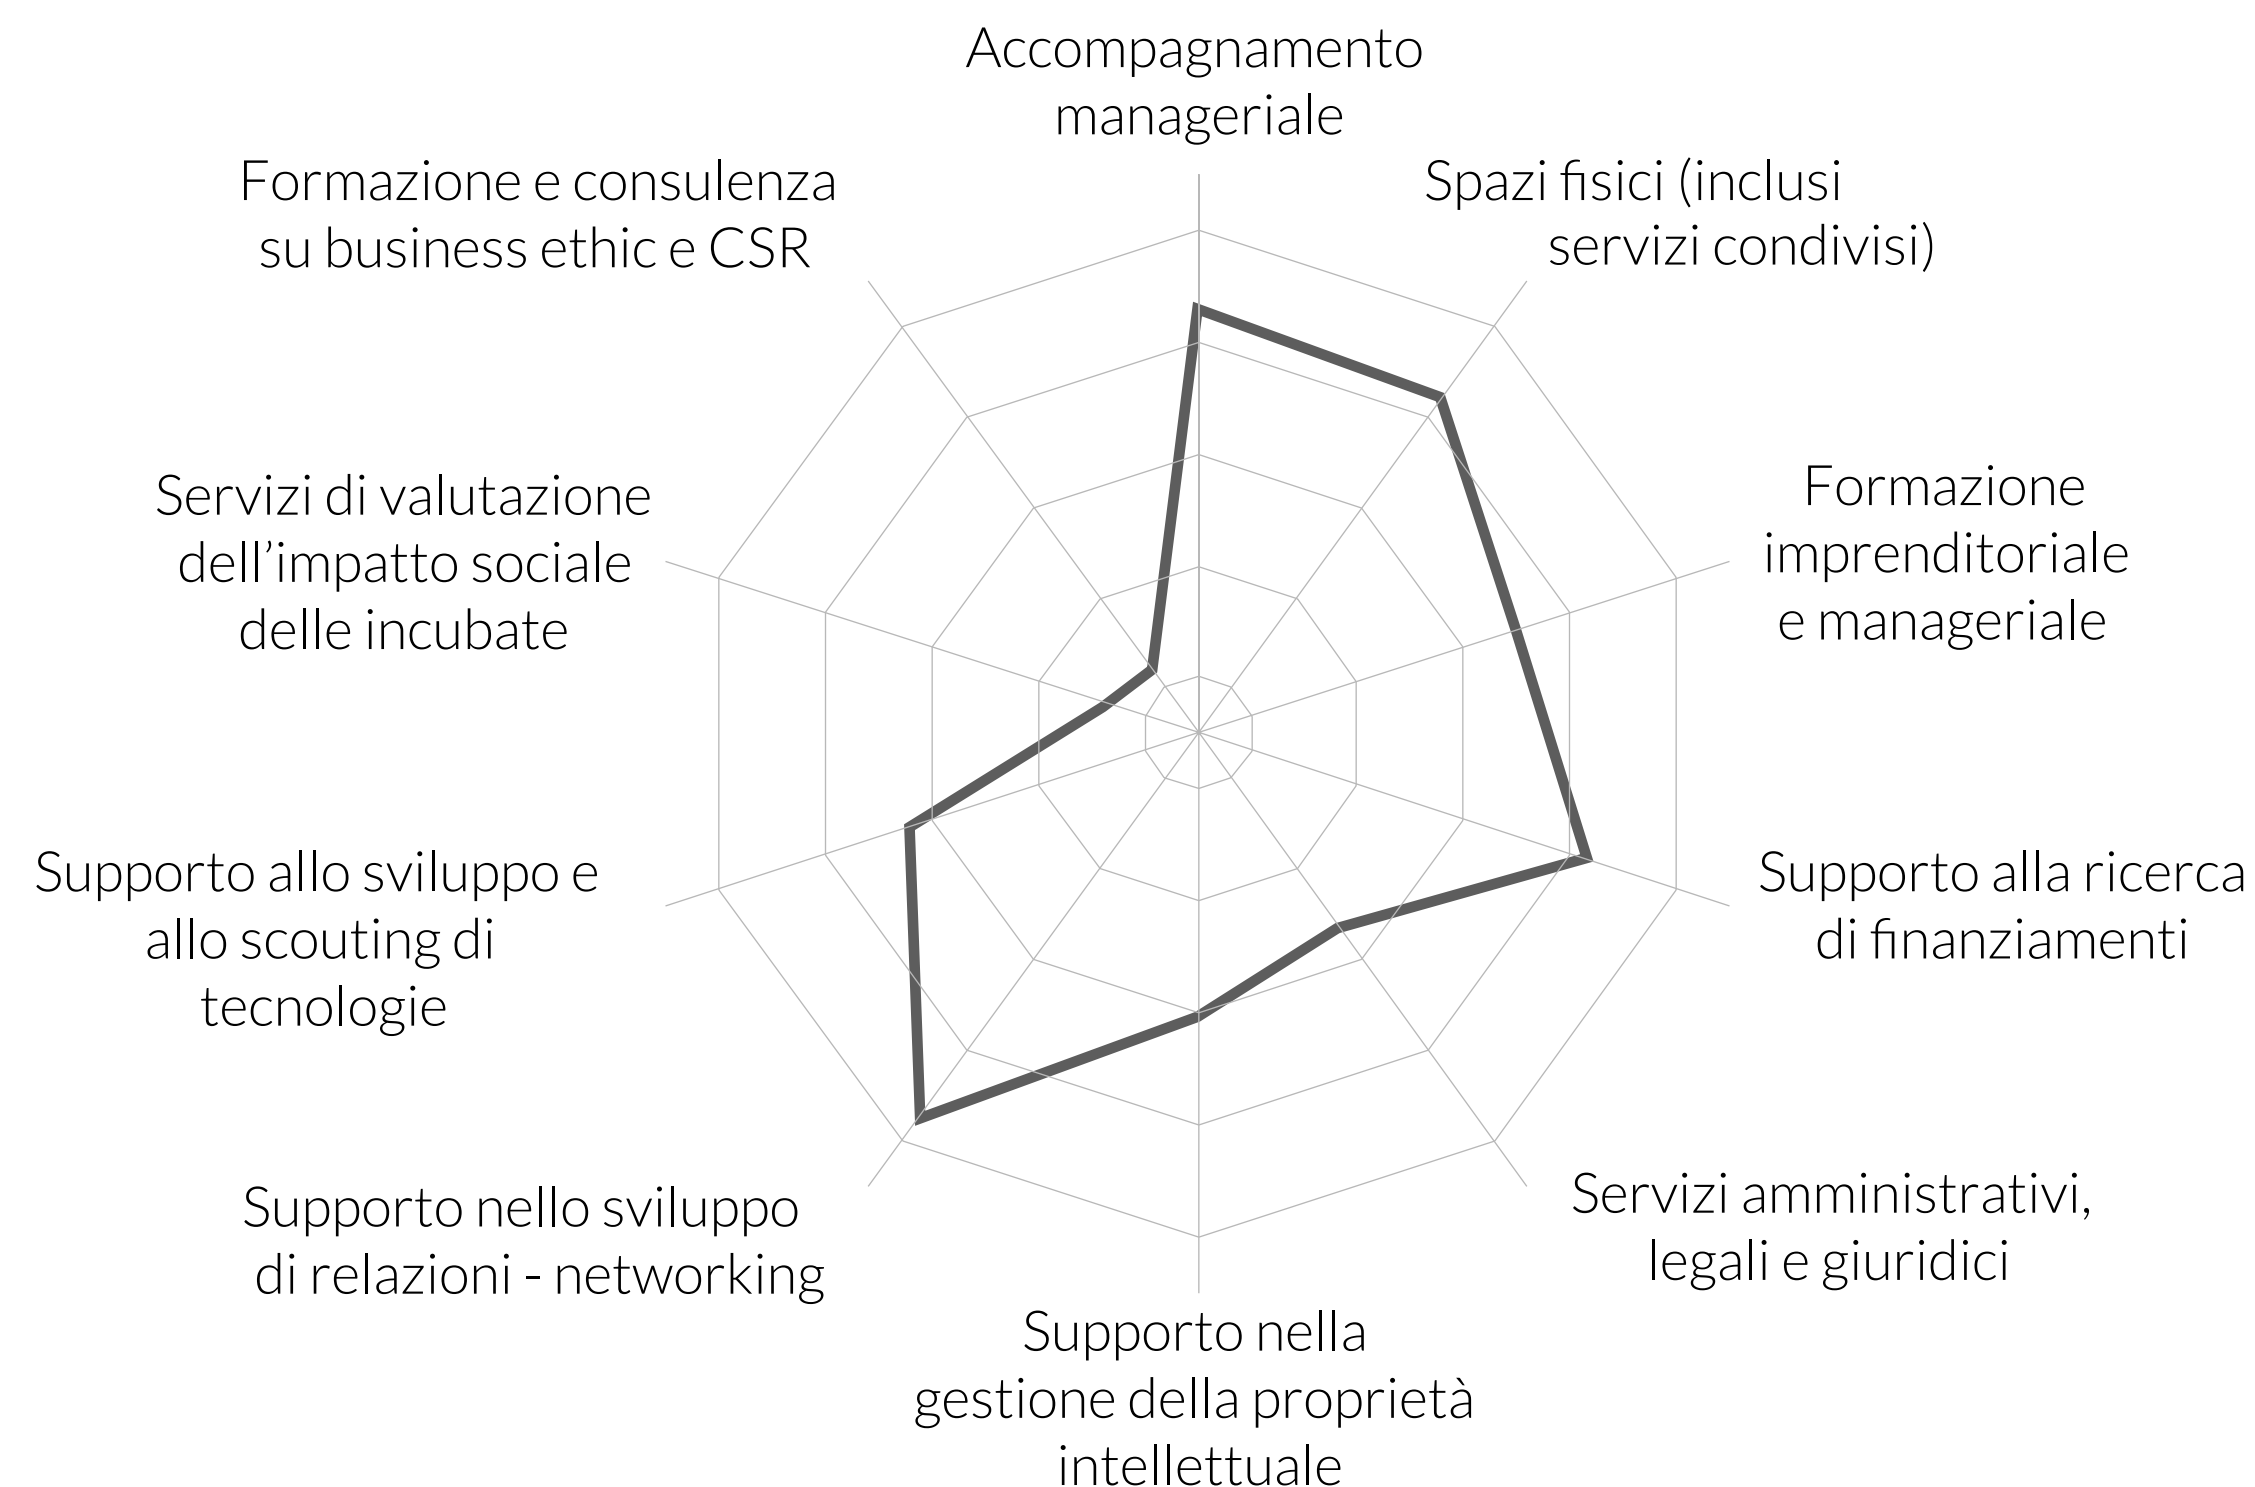 Accompagnamento
manageriale
Spazi fisici (inclusi
servizi condivisi)
Formazione
imprenditoriale
e manageriale
Supporto alla ricerca
di finanziamenti
Servizi amministrativi,
legali e giuridici
Supporto nella
gestione della proprietà
intellettuale
Supporto nello sviluppo
di relazioni - networking
Supporto allo sviluppo e
allo scouting di
tecnologie
Servizi di valutazione
dell’impatto sociale
delle incubate
Formazione e consulenza
su business ethic e CSR